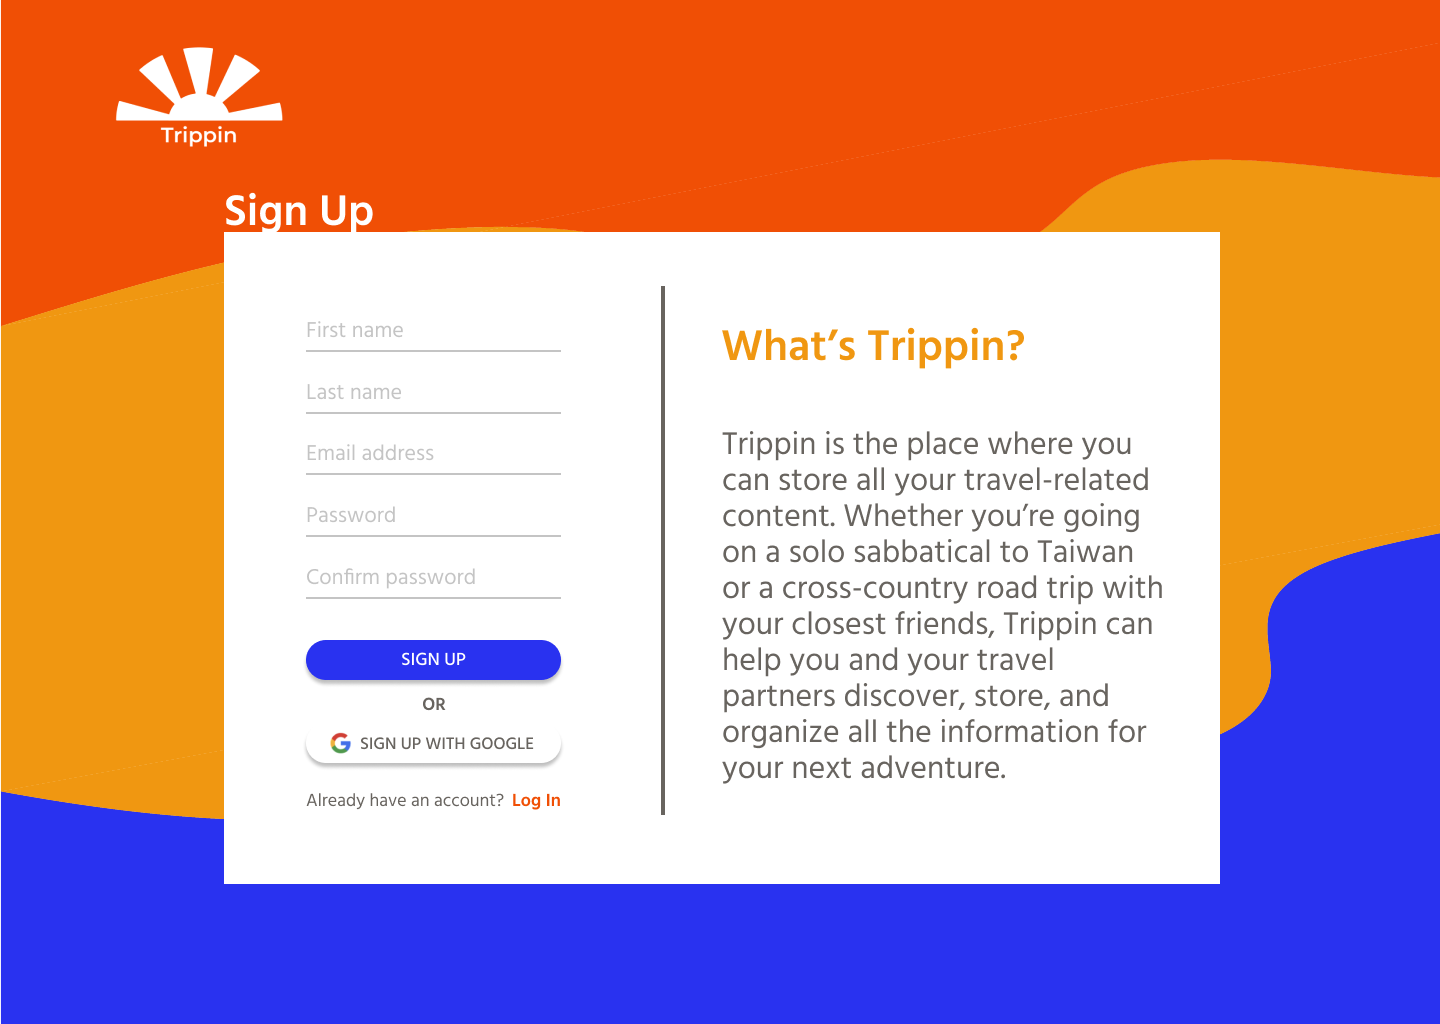 Trippin
Sign Up
First name
Last name
Email address
Password
Confirm password
SIGN UP
OR
SIGN UP WITH GOOGLE
Already have an account? Log In
What’s Trippin?
Trippin is the place where you
can store all your travel-related
content. Whether you’re going
on a solo sabbatical to Taiwan
or a cross-country road trip with
your closest friends, Trippin can
help you and your travel
partners discover, store, and
organize all the information for
your next adventure.